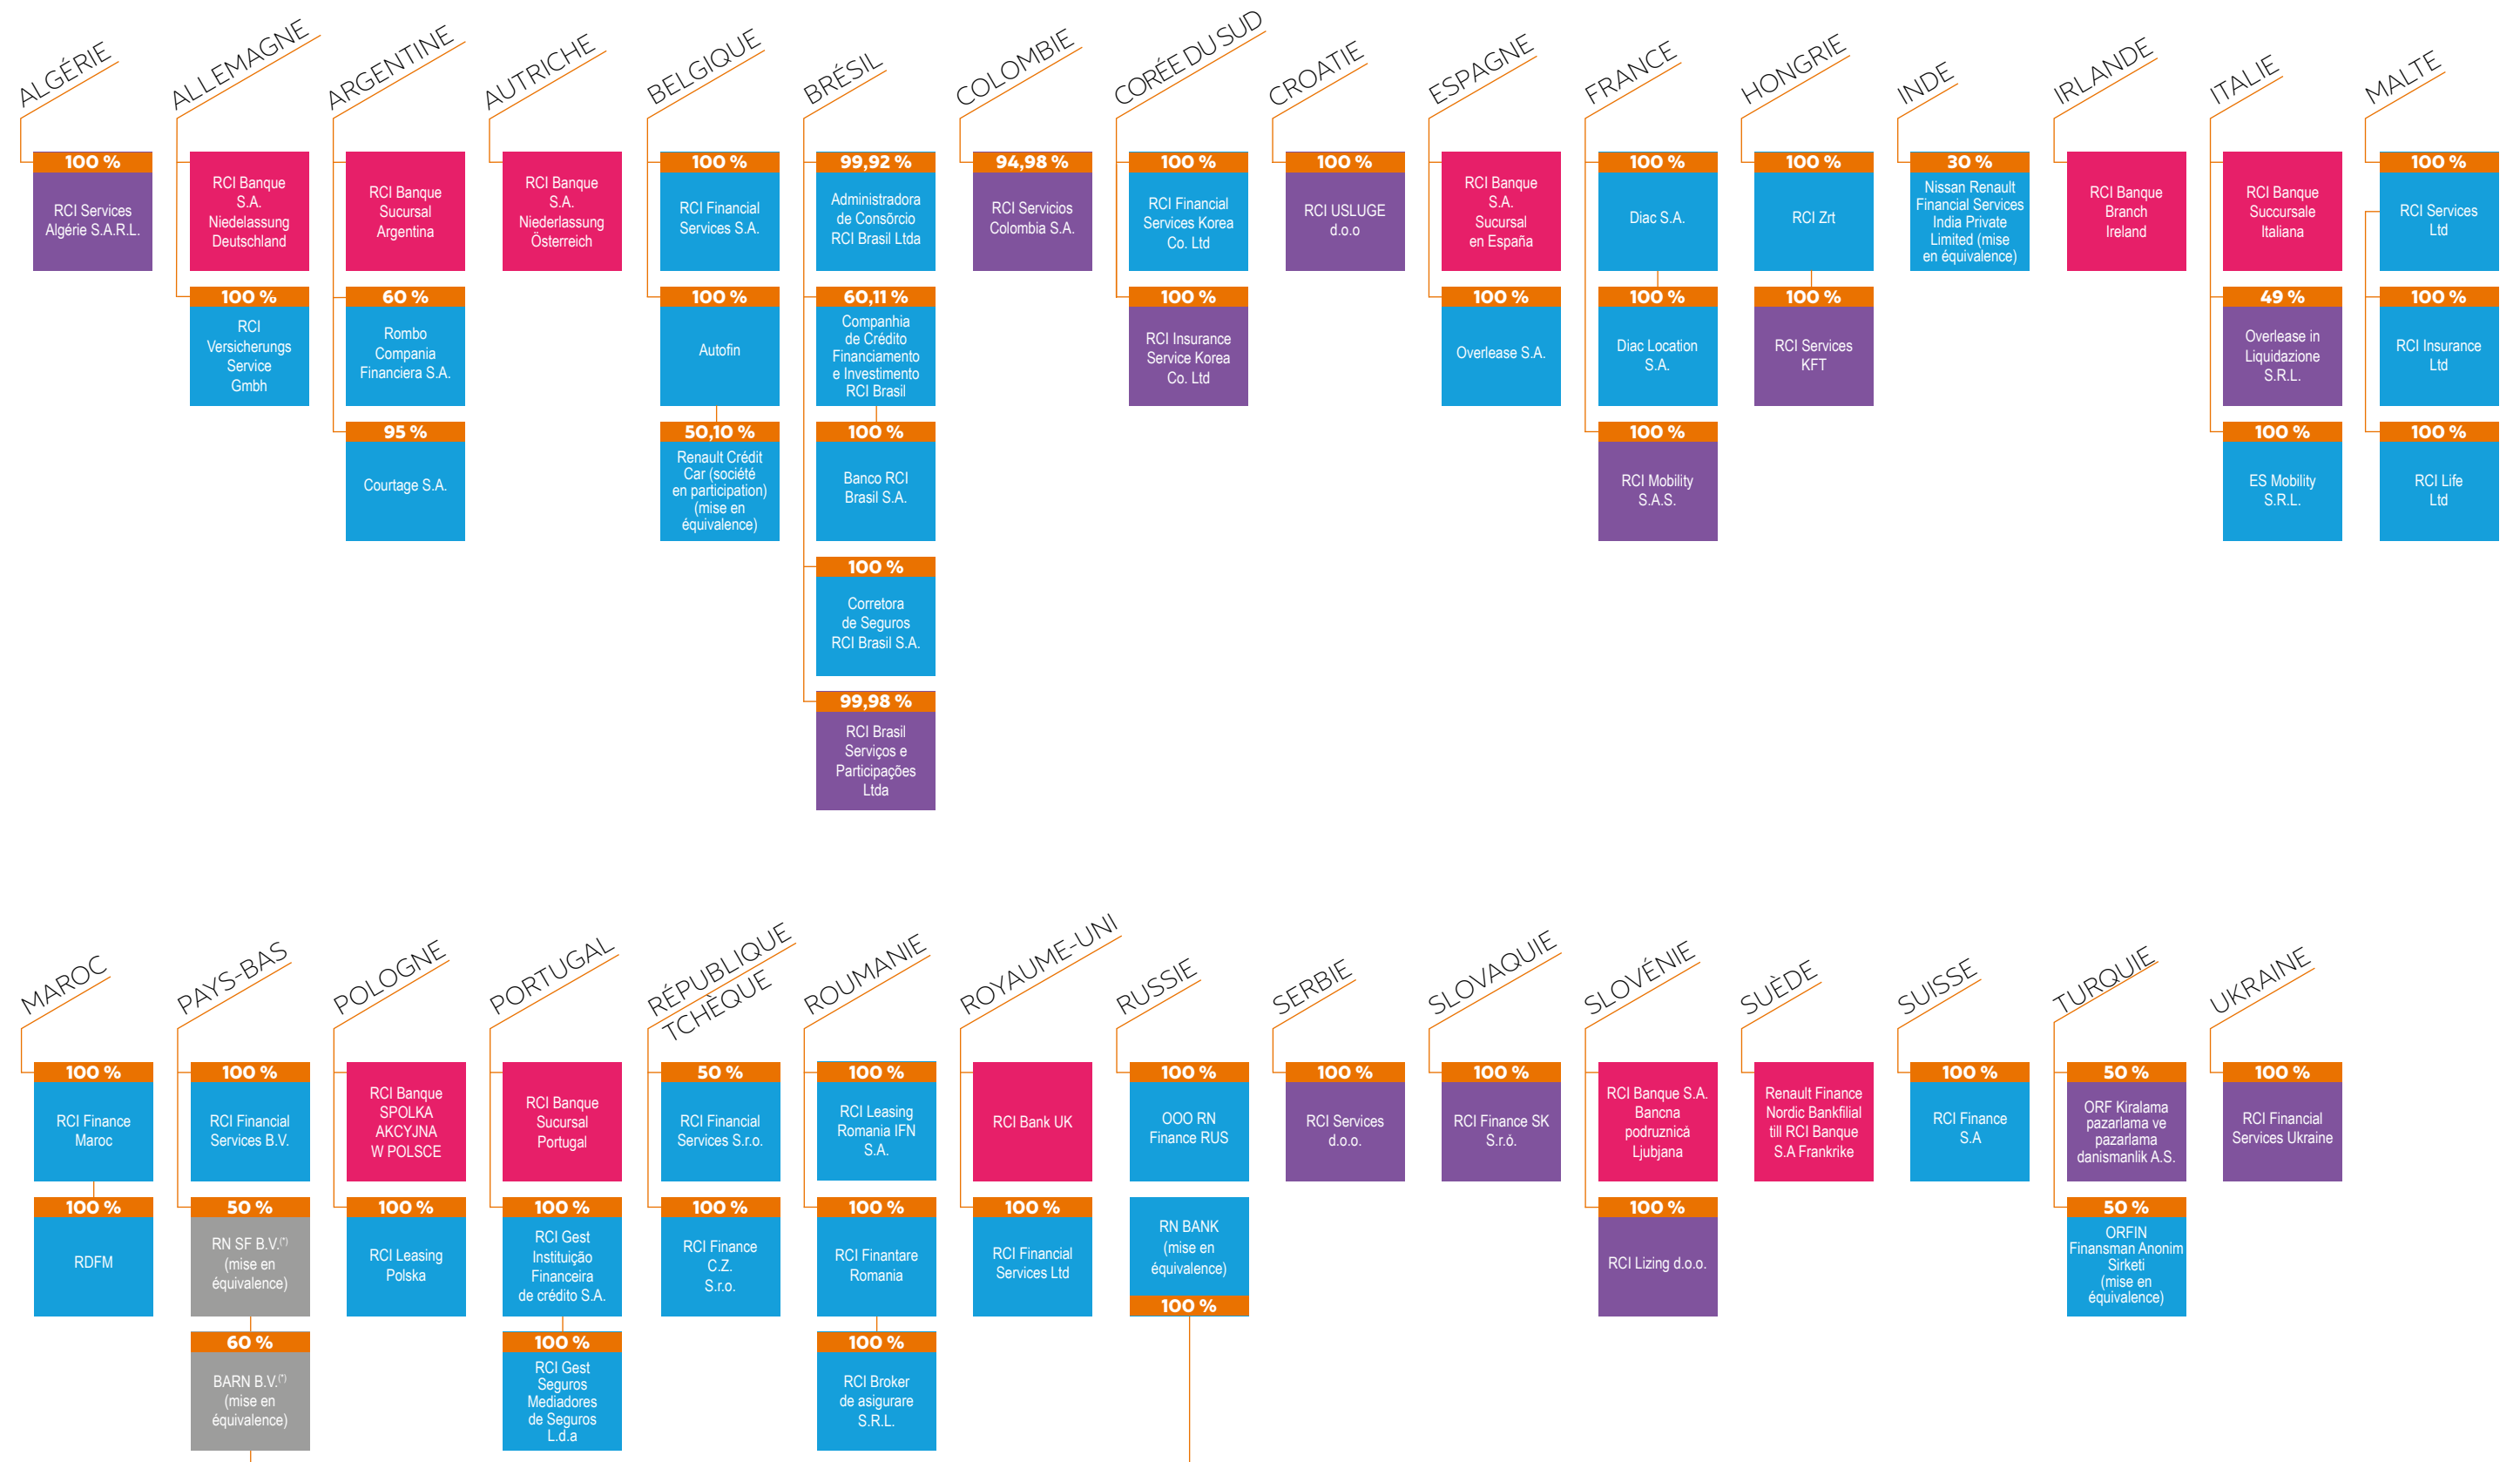 ALGÉRIE
100 %
RCI Services
Algérie S.A.R.L.
ALLEMAGNE
RCI Banque
S.A.
Niedelassung
Deutschland
100 %
RCI
Versicherungs
Service
Gmbh
ARGENTINE
RCI Banque
Sucursal
Argentina
60 %
Rombo
Compania
Financiera S.A.
95 %
Courtage S.A.
AUTRICHE
RCI Banque
S.A.
Niederlassung
Österreich
BELGIQUE
100 %
RCI Financial
Services S.A.
100 %
Autofin
50,10 %
Renault Crédit
Car (société
en participation)
(mise en
équivalence)
BRÉSIL
99,92 %
Administradora
de Consõrcio
RCI Brasil Ltda
60,11 %
Companhia
de Crédito
Financiamento
e Investimento
RCI Brasil
100 %
Banco RCI
Brasil S.A.
100 %
Corretora
de Seguros
RCI Brasil S.A.
99,98 %
RCI Brasil
Serviços e
Participações
Ltda
COLOMBIE
94,98 %
RCI Servicios
Colombia S.A.
CORÉE DU SUD
100 %
RCI Financial
Services Korea
Co. Ltd
100 %
RCI Insurance
Service Korea
Co. Ltd
CROATIE
100 %
RCI USLUGE
d.o.o
ESPAGNE
RCI Banque
S.A.
Sucursal
en España
100 %
Overlease S.A.
FRANCE
100 %
Diac S.A.
100 %
Diac Location
S.A.
100 %
RCI Mobility
S.A.S.
HONGRIE
100 %
RCI Zrt
100 %
RCI Services
KFT
INDE
30 %
Nissan Renault
Financial Services
India Private
Limited (mise
en équivalence)
IRLANDE
RCI Banque
Branch
Ireland
ITALIE
RCI Banque
Succursale
Italiana
49 %
Overlease in
Liquidazione
S.R.L.
100 %
ES Mobility
S.R.L.
MALTE
100 %
RCI Services
Ltd
100 %
RCI Insurance
Ltd
100 %
RCI Life
Ltd
MAROC
100 %
RCI Finance
Maroc
100 %
RDFM
PAYS-BAS
100 %
RCI Financial
Services B.V.
50 %
RN SF B.V.(*)
(mise en
équivalence)
60 %
BARN B.V.(*)
(mise en
équivalence)
POLOGNE
RCI Banque
SPOLKA
AKCYJNA
W POLSCE
100 %
RCI Leasing
Polska
PORTUGAL
RCI Banque
Sucursal
Portugal
100 %
RCI Gest
Instituição
Financeira
de crédito S.A.
100 %
RCI Gest
Seguros
Mediadores
de Seguros
L.d.a
RÉPUBLIQUE
TCHÈQUE
50 %
RCI Financial
Services S.r.o.
100 %
RCI Finance
C.Z.
S.r.o.
ROUMANIE
100 %
RCI Leasing
Romania IFN
S.A.
100 %
RCI Finantare
Romania
100 %
RCI Broker
de asigurare
S.R.L.
ROYAUME-UNI
RCI Bank UK
100 %
RCI Financial
Services Ltd
RUSSIE
100 %
OOO RN
Finance RUS
RN BANK
(mise en
équivalence)
100 %
SERBIE
100 %
RCI Services
d.o.o.
SLOVAQUIE
100 %
RCI Finance SK
S.r.ó.
SLOVÉNIE
RCI Banque S.A.
Bancna
podruznicá
Ljubjana
100 %
RCI Lizing d.o.o.
SUÈDE
Renault Finance
Nordic Bankfilial
till RCI Banque
S.A Frankrike
SUISSE
100 %
RCI Finance
S.A
TURQUIE
50 %
ORF Kiralama
pazarlama ve
pazarlama
danismanlik A.S.
50 %
ORFIN
Finansman Anonim
Sirketi
(mise en
équivalence)
UKRAINE
100 %
RCI Financial
Services Ukraine